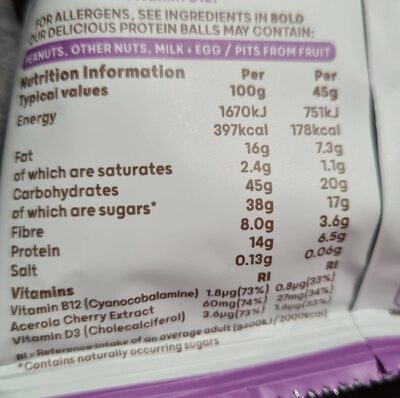 FOR ALLERGENS, SEE INGREDIENTS IN BOLD
OUR DELICIOUS PROTEIN BALLS MAY CONTAIN:
PEANUTS, OTHER NUTS, MILK + EGG / PITS FROM FRUIT
Nutrition Information Per Per
Typical values 100g 45g
Energy 1670kJ 751kJ
397kcal 178kcal
Fat 16g 7.3g
of which are saturates 2.4g 1.1g
Carbohydrates 45g 20g
of which are sugars* 38g 17g
Fibre 8.0g 3.6g
Protein 14g 6.5g
Salt 0.13g 0.06g
Vitamins RI RI
Vitamin B12 (Cyanocobalamine) 1.8µg(73%) 0.8µg(33%)
Acerola Cherry Extract 60mg(74%) 27mg(34%)
Vitamin D3 (Cholecalciferol) 3.6µg(73%) 1.6µg(33%)
RI = Reference intake of an average adult (8400kJ/2000kcal)
*Contains naturally occurring sugars